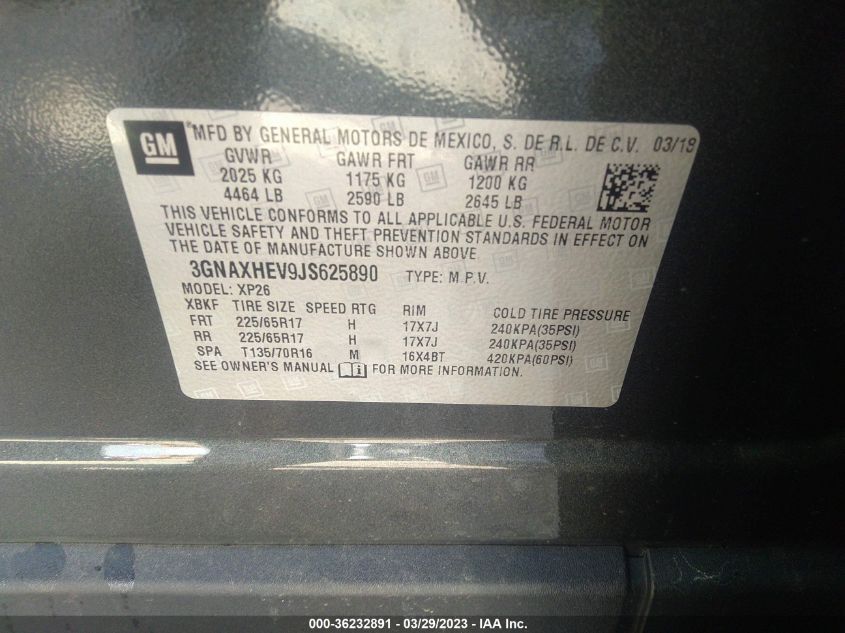 GM
MFD BY GENERAL MOTORS DE MEXICO, S. DE R.L. DE C.V. 03/18
GVWR GAWR FRT GAWR RR
2025 KG 1175 KG 1200 KG
4464 LB 2590 LB 2645 LB
THIS VEHICLE CONFORMS TO ALL APPLICABLE U.S. FEDERAL MOTOR
VEHICLE SAFETY AND THEFT PREVENTION STANDARDS IN EFFECT ON
THE DATE OF MANUFACTURE SHOWN ABOVE
3GNAXHEV9JS625890 TYPE: M.P.V.
MODEL: XP26
XBKF TIRE SIZE SPEED RTG RIM COLD TIRE PRESSURE
FRT 225/65R17 H 17X7J 240KPA(35PSI)
RR 225/65R17 H 17X7J 240KPA(35PSI)
SPA T135/70R16 M 16X4BT 420KPA(60PSI)
SEE OWNER'S MANUAL FOR MORE INFORMATION.
000-36232891 - 03/29/2023 - IAA Inc.